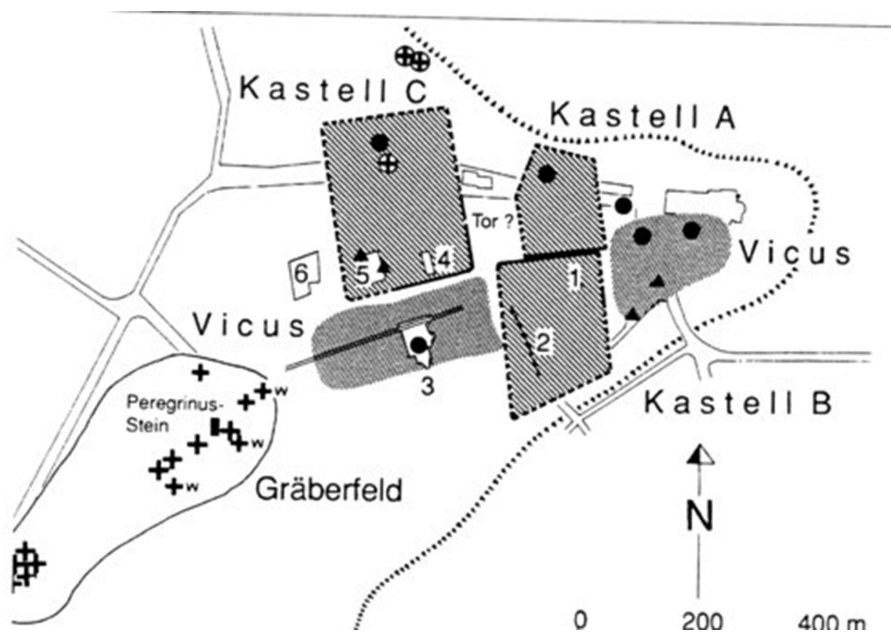 Kastell C
Kastell A
Tor ?
Vicus
1
4
5
6
Vicus
2
3
Kastell B
Peregrinus-
Stein
w
w
w
Gräberfeld
N
0 200 400 m